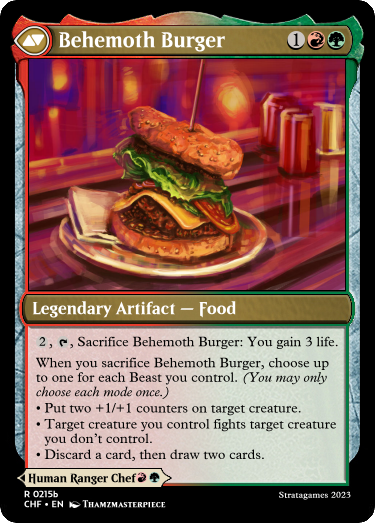 Behemoth Burger 1
Legendary Artifact — Food
2, , Sacrifice Behemoth Burger: You gain 3 life.
When you sacrifice Behemoth Burger, choose up
to one for each Beast you control. (You may only
choose each mode once.)
• Put two +1/+1 counters on target creature.
• Target creature you control fights target creature
you don't control.
• Discard a card, then draw two cards.
Human Ranger Chef
R 0215b
Stratagames 2023
CHF • EN THAMZMASTERPIECE